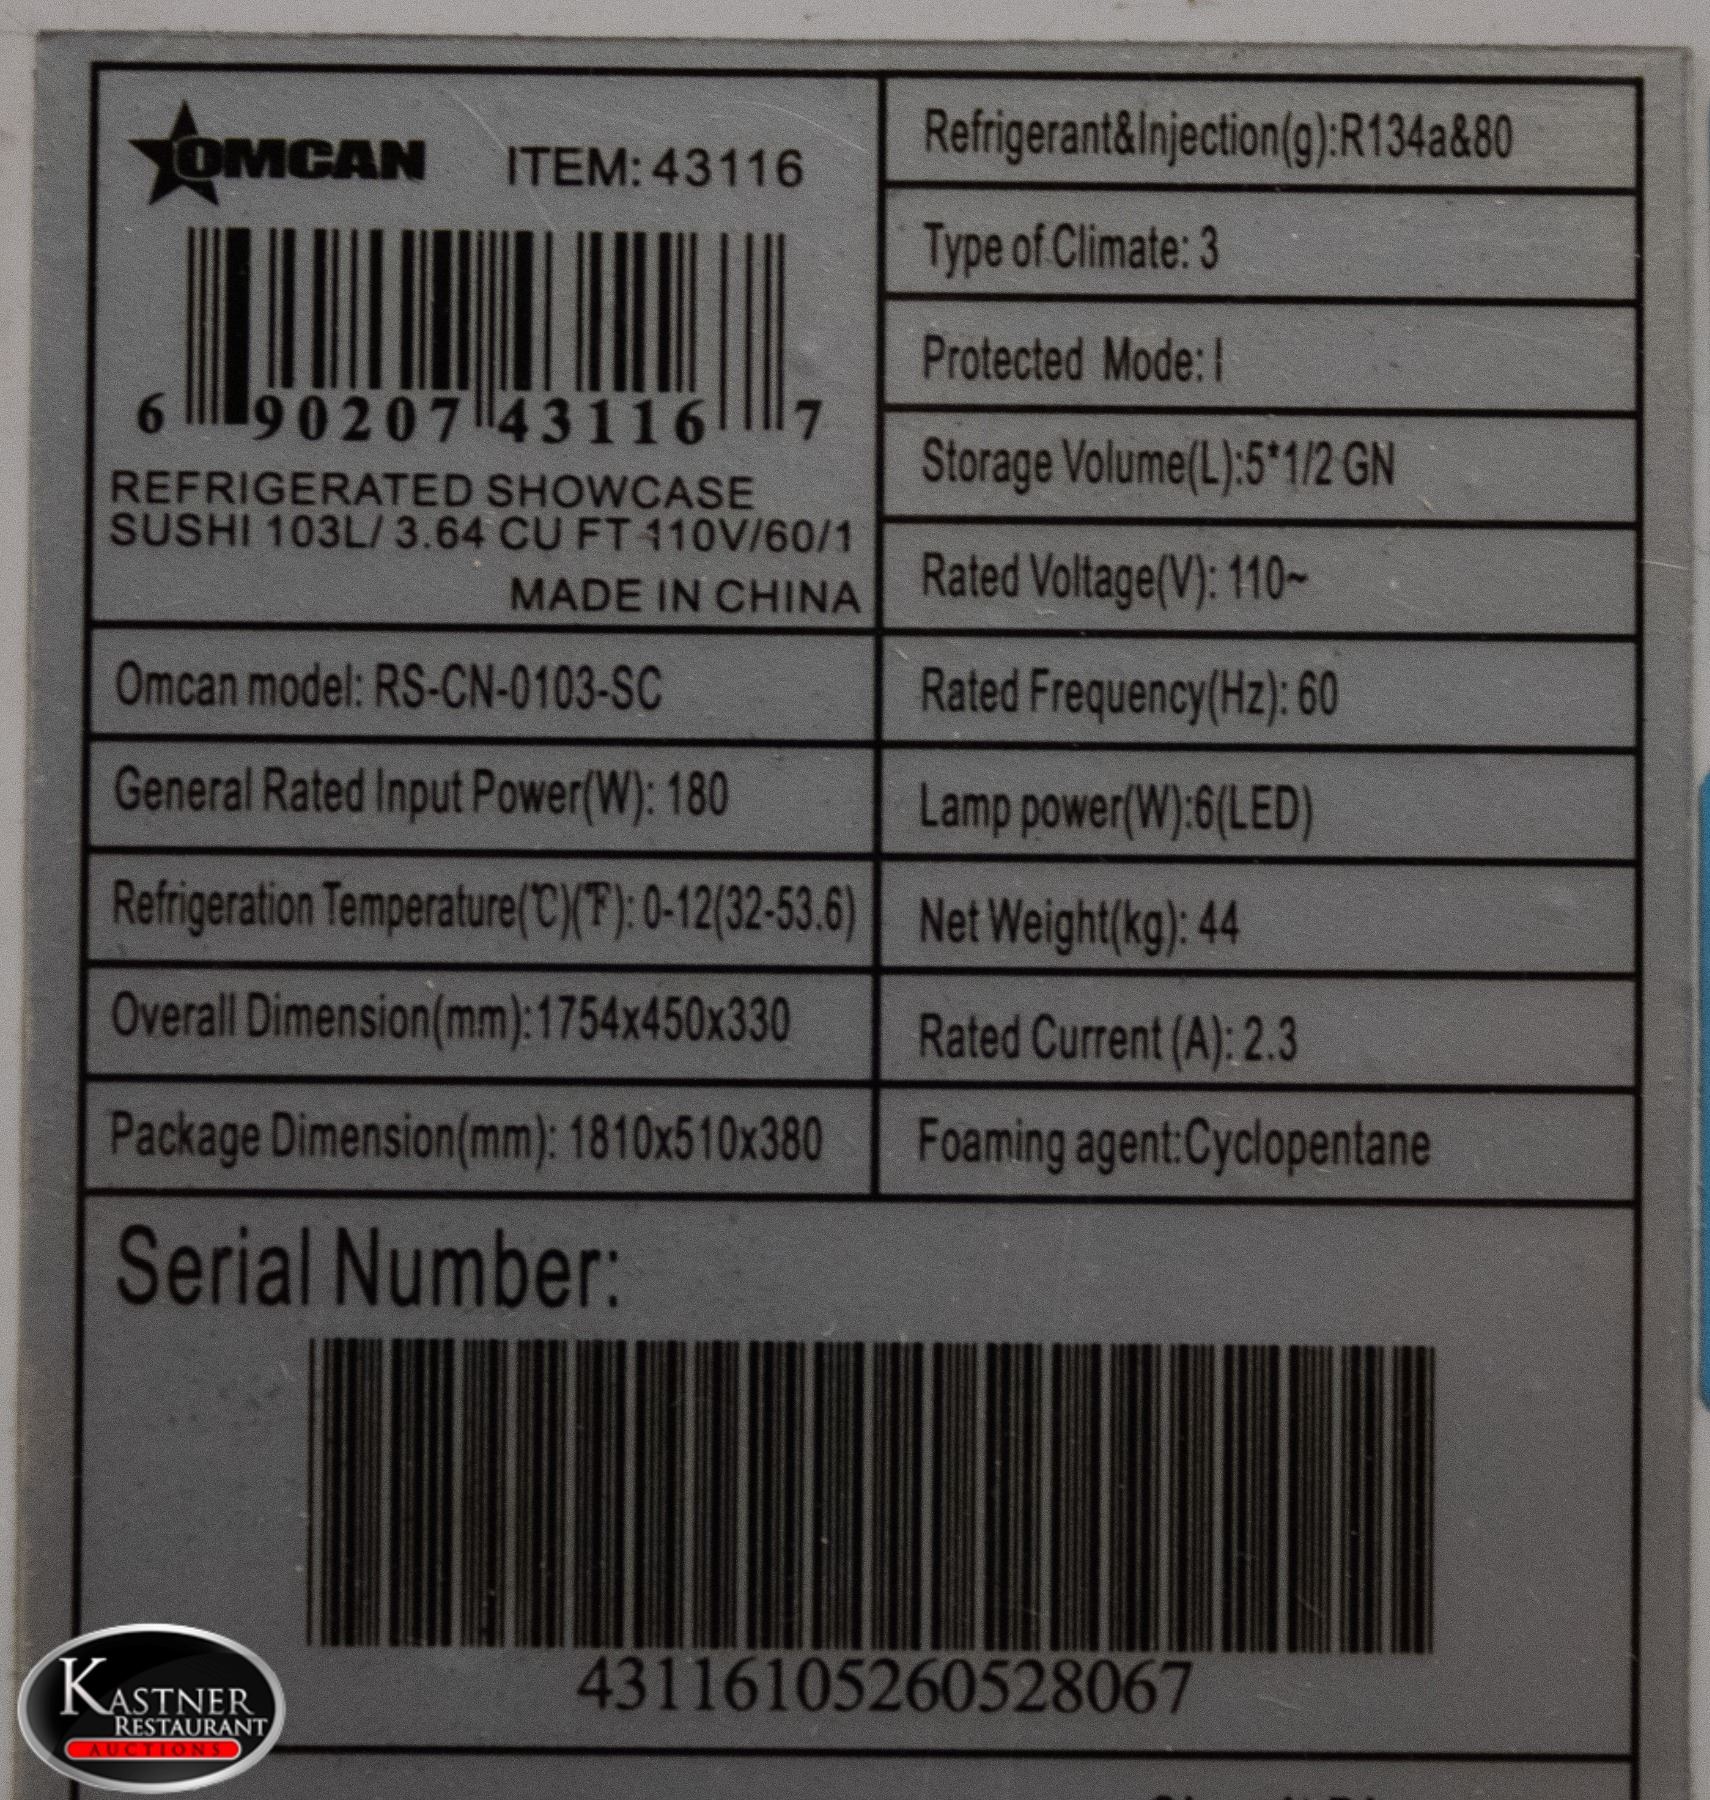 OMCAN ITEM: 43116
6 90207 43116 7
REFRIGERATED SHOWCASE
SUSHI 103L/ 3.64 CU FT 110V/60/1
MADE IN CHINA
Omcan model: RS-CN-0103-SC
General Rated Input Power(W): 180
Refrigeration Temperature(℃)(℉): 0-12(32-53.6)
Overall Dimension(mm):1754x450x330
Package Dimension(mm): 1810x510x380
Refrigerant&Injection(g):R134a&80
Type of Climate: 3
Protected Mode: I
Storage Volume(L):5*1/2 GN
Rated Voltage(V): 110~
Rated Frequency(Hz): 60
Lamp power(W):6(LED)
Net Weight(kg): 44
Rated Current (A): 2.3
Foaming agent:Cyclopentane
Serial Number:
43116105260528067
KASTNER
RESTAURANT
AUCTIONS